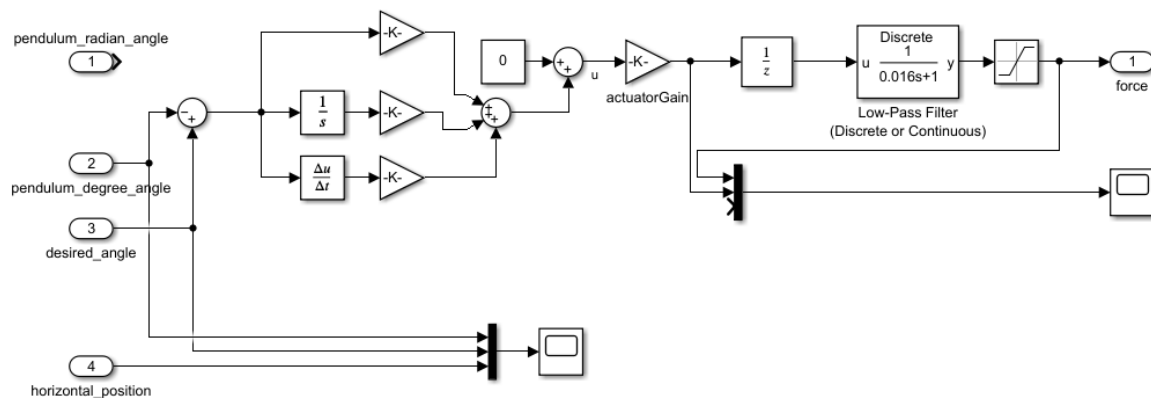 pendulum_radian_angle
1
2
pendulum_degree_angle
3
desired_angle
4
horizontal_position
-K-
1
s
-K-
Δu
Δt
-K-
0
u
-K-
actuatorGain
1
z
Discrete
u 1 y
0.016s+1
Low-Pass Filter
(Discrete or Continuous)
1
force